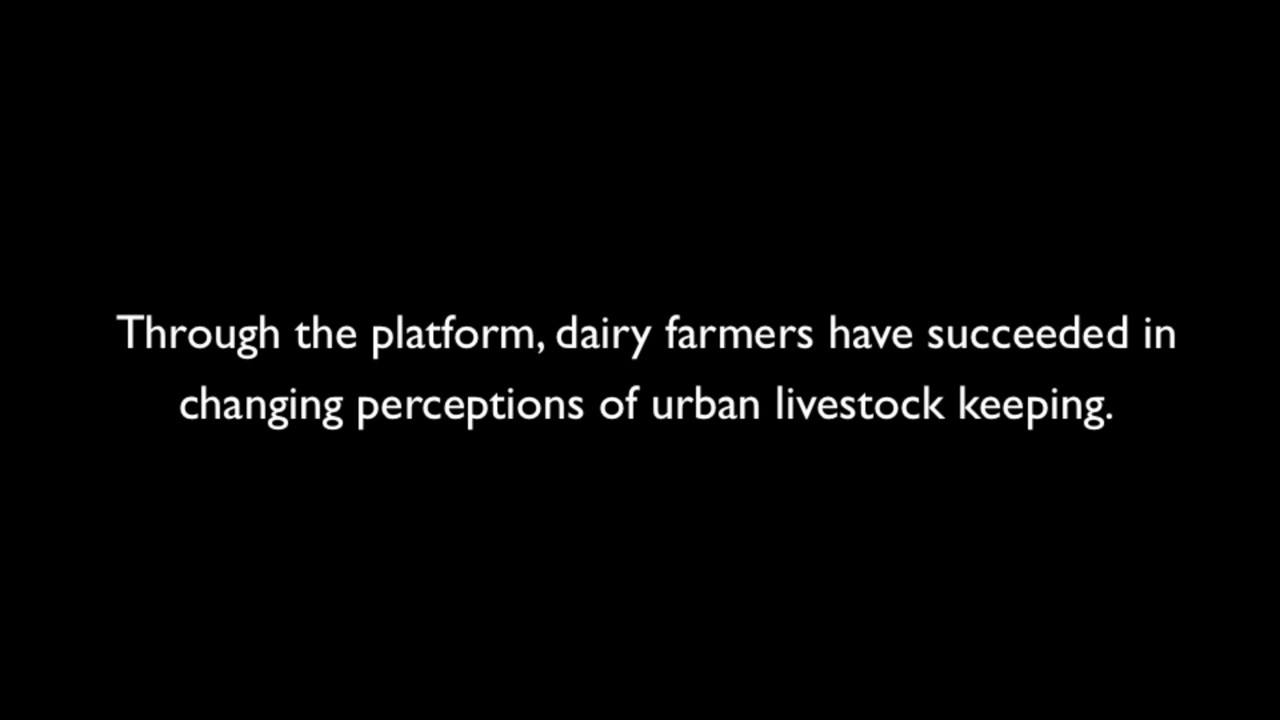 Through the platform, dairy farmers have succeeded in
changing perceptions of urban livestock keeping.